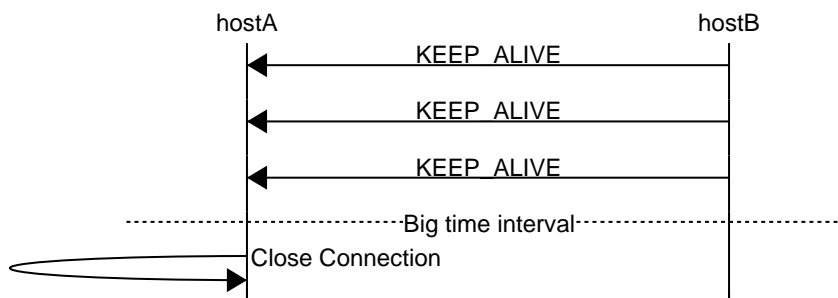 hostA hostB
KEEP_ALIVE
KEEP_ALIVE
KEEP_ALIVE
Big time interval
Close Connection